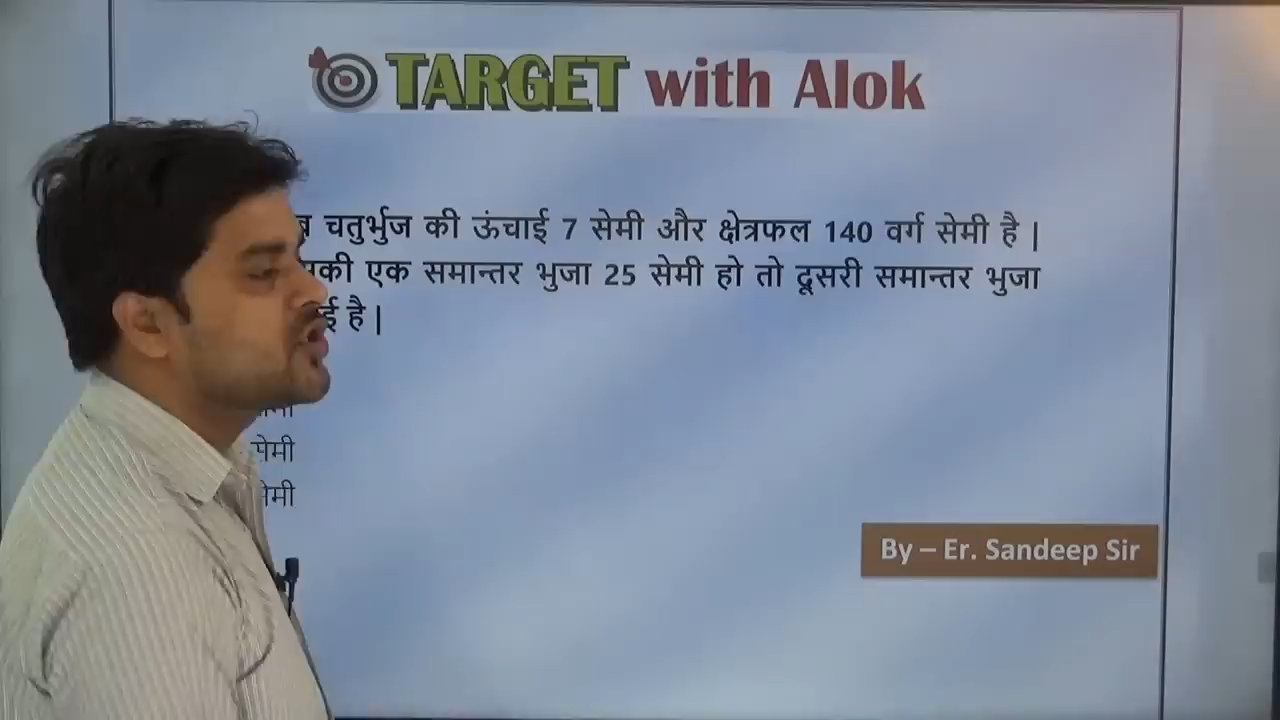 TARGET with Alok
चतुर्भुज की ऊंचाई 7 सेमी और क्षेत्रफल 140 वर्ग सेमी है |
एक समान्तर भुजा 25 सेमी हो तो दूसरी समान्तर भुजा
है |
सेमी
By – Er. Sandeep Sir